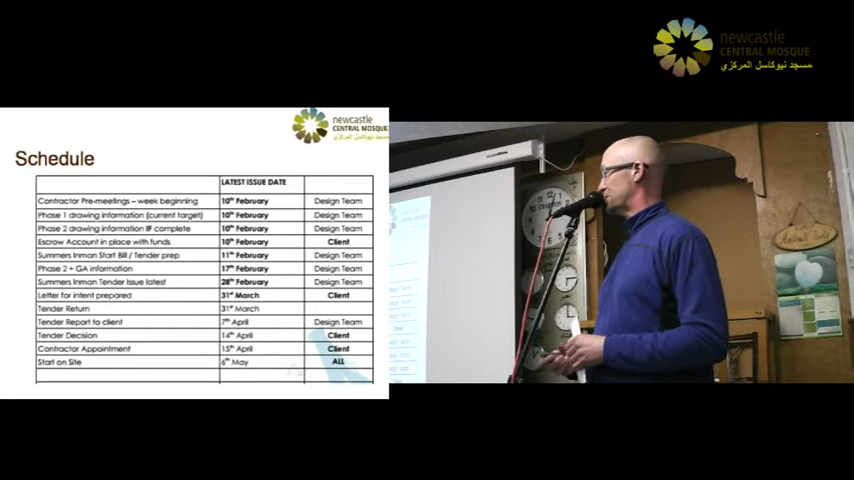 newcastle
CENTRAL MOSQUE
مسجد نيوكاسل المركزي
newcastle
CENTRAL MOSQUE
مسجد نيوكاسل المركزي
Schedule
LATEST ISSUE DATE
Contractor Pre-meetings – week beginning 10th February Design Team
Phase 1 drawing information (current target) 10th February Design Team
Phase 2 drawing information IF complete 10th February Design Team
Escrow Account in place with funds 10th February Client
Summers Inman Start Bill / Tender prep 11th February Design Team
Phase 2 + GA information 17th February Design Team
Summers Inman Tender Issue latest 28th February Design Team
Letter for intent prepared 31st March Client
Tender Return 31st March
Tender Report to client 7th April Design Team
Tender Decision 14th April Client
Contractor Appointment 15th April Client
Start on Site 6th May ALL